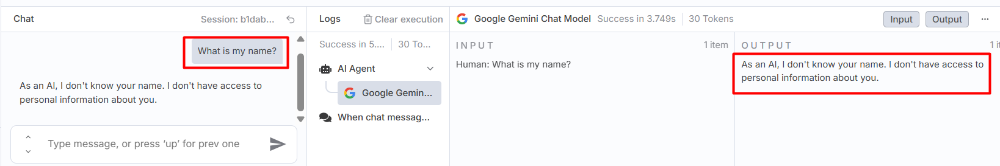 Chat
Session: b1dab...
What is my name?
As an AI, I don't know your name. I don't have access to
personal information about you.
Type message, or press ‘up’ for prev one
Logs
Clear execution
Success in 5....
30 To...
AI Agent
Google Gemin...
When chat messag...
Google Gemini Chat Model
Success in 3.749s
30 Tokens
Input
Output
...
INPUT
1 item
Human: What is my name?
OUTPUT
As an AI, I don't know your name. I don't have access to
personal information about you.